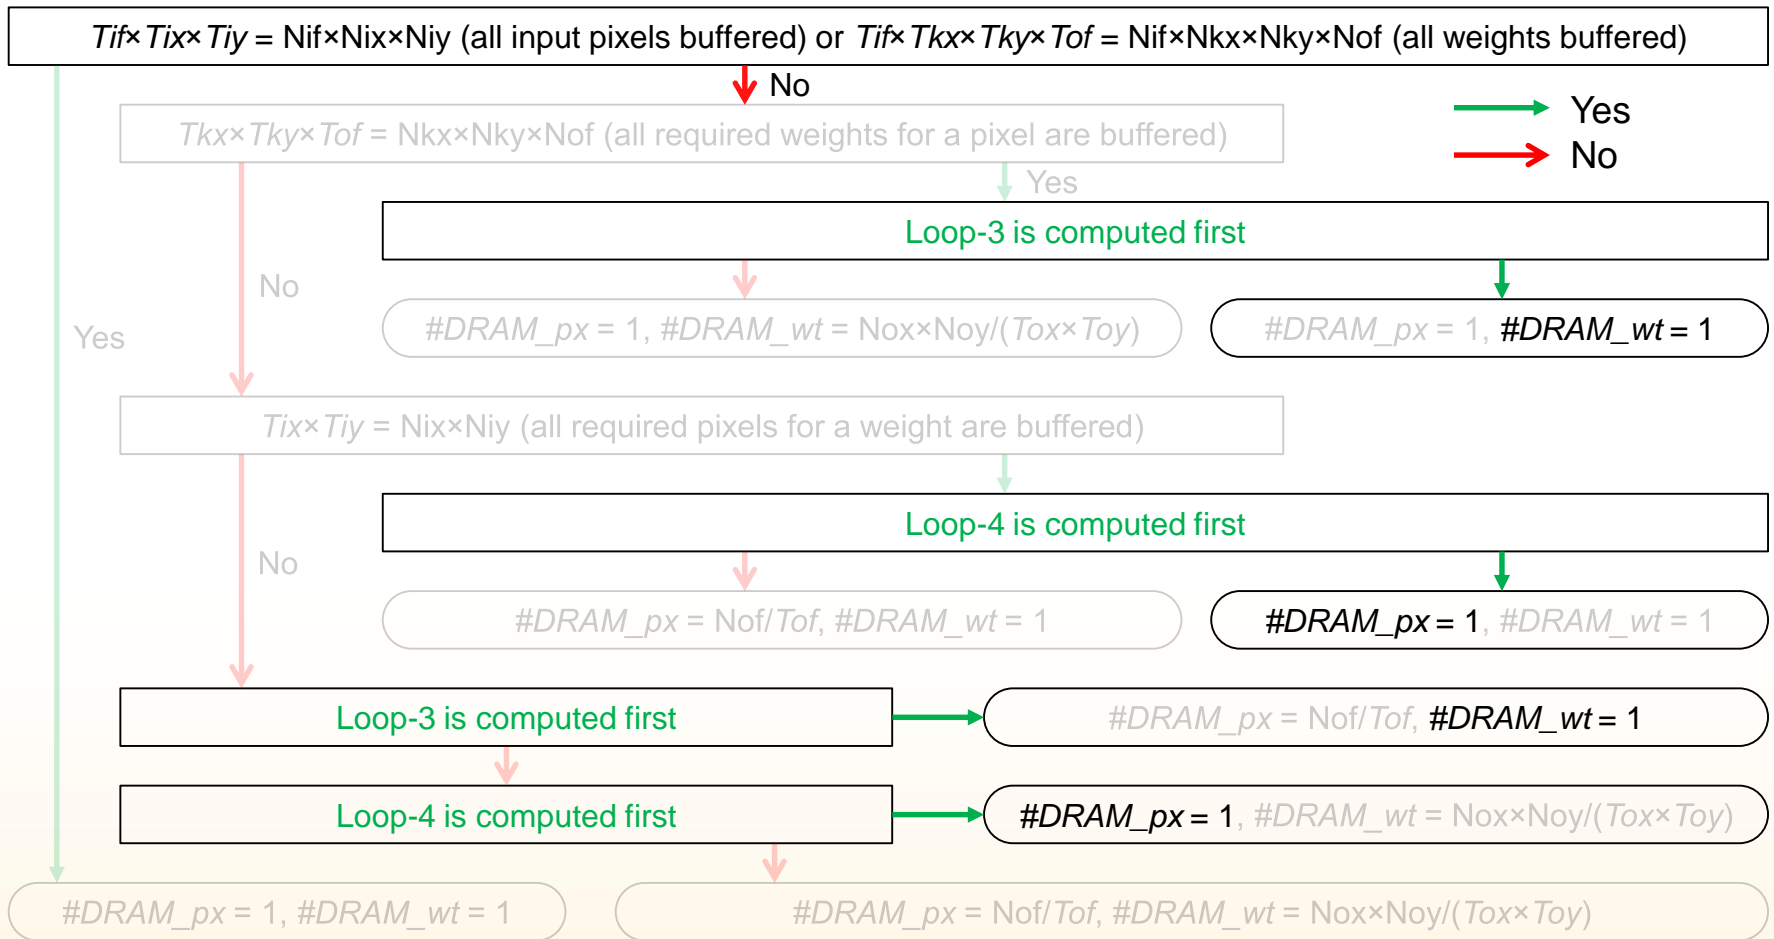 Tif×Tix×Tiy = Nif×Nix×Niy (all input pixels buffered) or Tif×Tkx×Tky×Tof = Nif×Nkx×Nky×Nof (all weights buffered)
No
Yes
No
Tkx×Tky×Tof = Nkx×Nky×Nof (all required weights for a pixel are buffered)
Yes
Loop-3 is computed first
No
Yes
#DRAM_px = 1, #DRAM_wt = Nox×Noy/(Tox×Toy)
#DRAM_px = 1, #DRAM_wt = 1
Tix×Tiy = Nix×Niy (all required pixels for a weight are buffered)
Loop-4 is computed first
No
#DRAM_px = Nof/Tof, #DRAM_wt = 1
#DRAM_px = 1, #DRAM_wt = 1
Loop-3 is computed first
#DRAM_px = Nof/Tof, #DRAM_wt = 1
Loop-4 is computed first
#DRAM_px = 1, #DRAM_wt = Nox×Noy/(Tox×Toy)
#DRAM_px = 1, #DRAM_wt = 1
#DRAM_px = Nof/Tof, #DRAM_wt = Nox×Noy/(Tox×Toy)